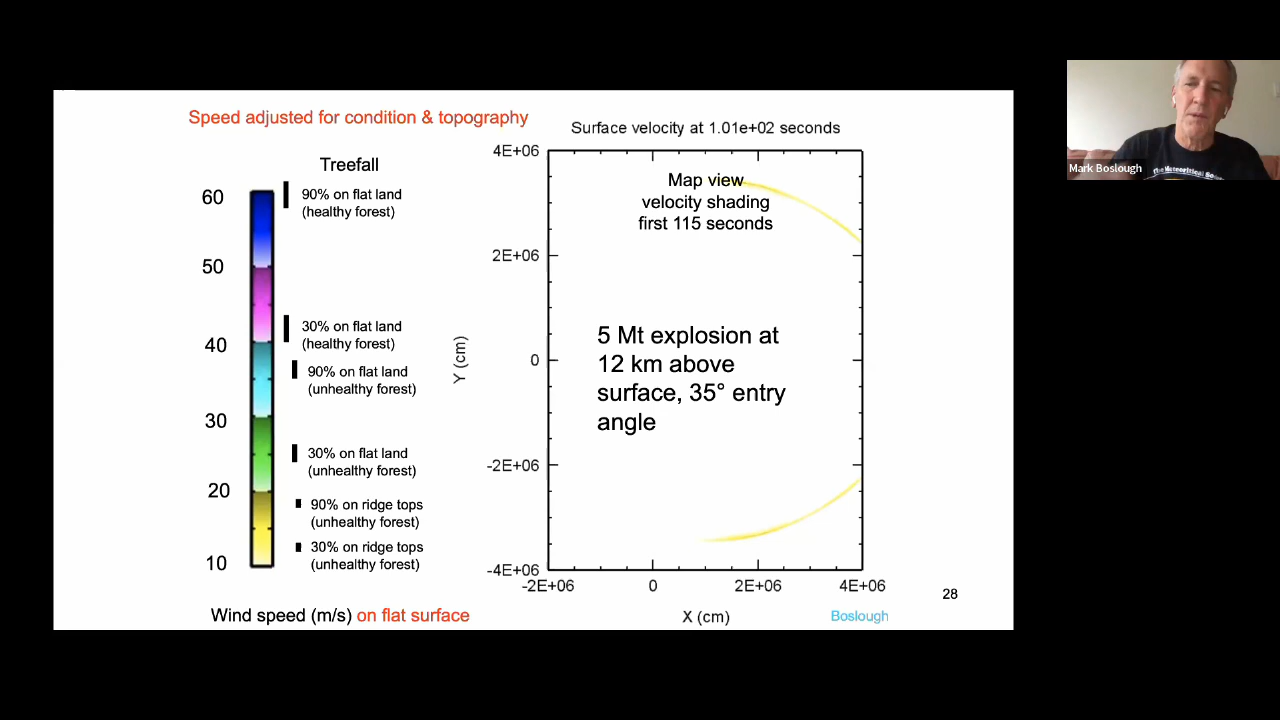 Speed adjusted for condition & topography
Treefall
60
90% on flat land
(healthy forest)
50
30% on flat land
(healthy forest)
40
90% on flat land
(unhealthy forest)
30
30% on flat land
(unhealthy forest)
20
90% on ridge tops
(unhealthy forest)
30% on ridge tops
(unhealthy forest)
10
Wind speed (m/s) on flat surface
Surface velocity at 1.01e+02 seconds
4E+06
Map view
velocity shading
first 115 seconds
2E+06
5 Mt explosion at
12 km above
surface, 35° entry
angle
Y (cm)
0
-2E+06
-4E+06
-2E+06 0 2E+06 4E+06
X (cm)
28
Boslough
Mark Boslough